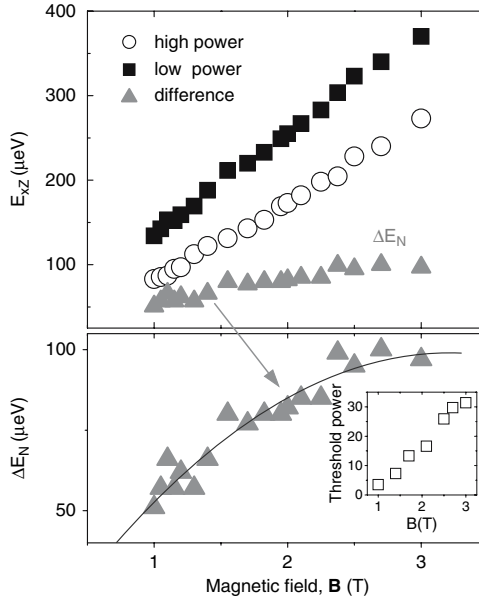 400
300
200
100
E_xZ (μeV)
high power
low power
difference
ΔE_N
100
50
ΔE_N (μeV)
30
20
10
0
Threshold power
1 2 3
B(T)
1 2 3
Magnetic field, B (T)